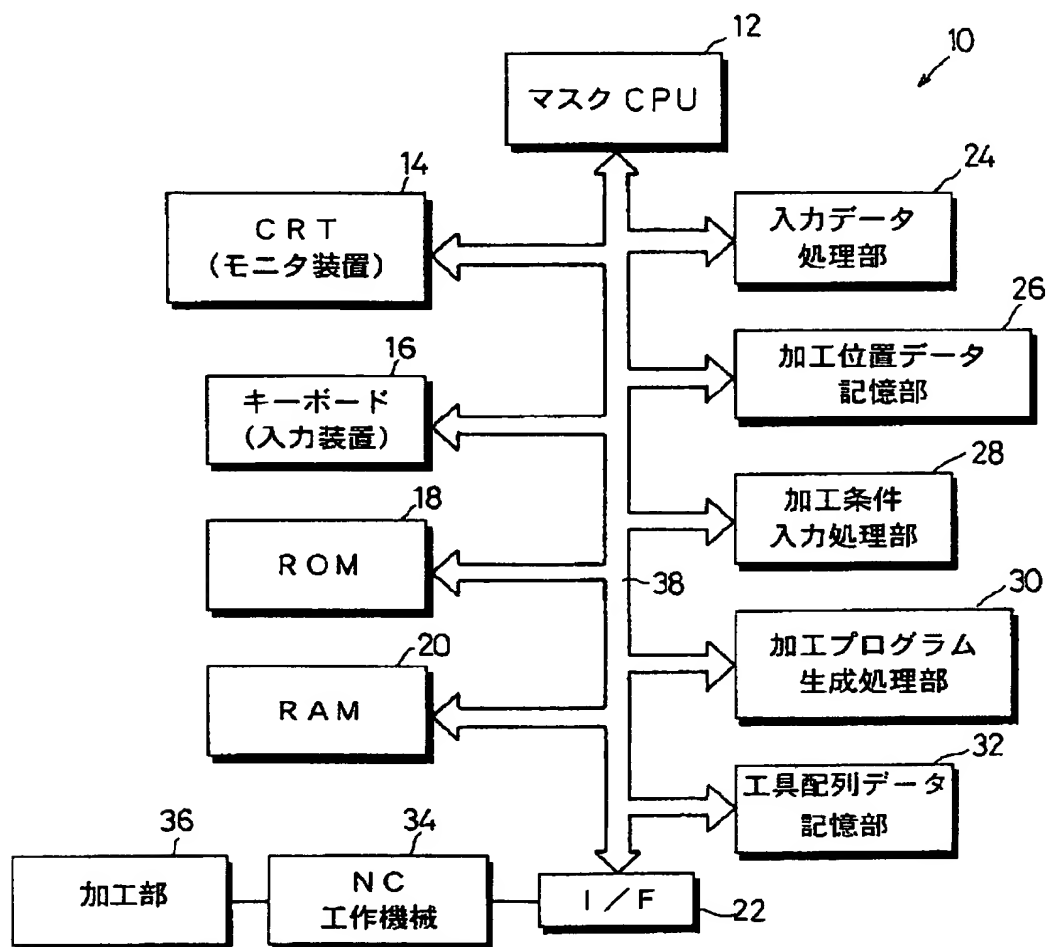 12
10
マスク CPU
14
CRT
(モニタ装置)
24
入力データ
処理部
26
加工位置データ
記憶部
16
キーボード
(入力装置)
28
加工条件
入力処理部
18
ROM
38
30
加工プログラム
生成処理部
20
RAM
32
工具配列データ
記憶部
36
加工部
34
NC
工作機械
I/F
22